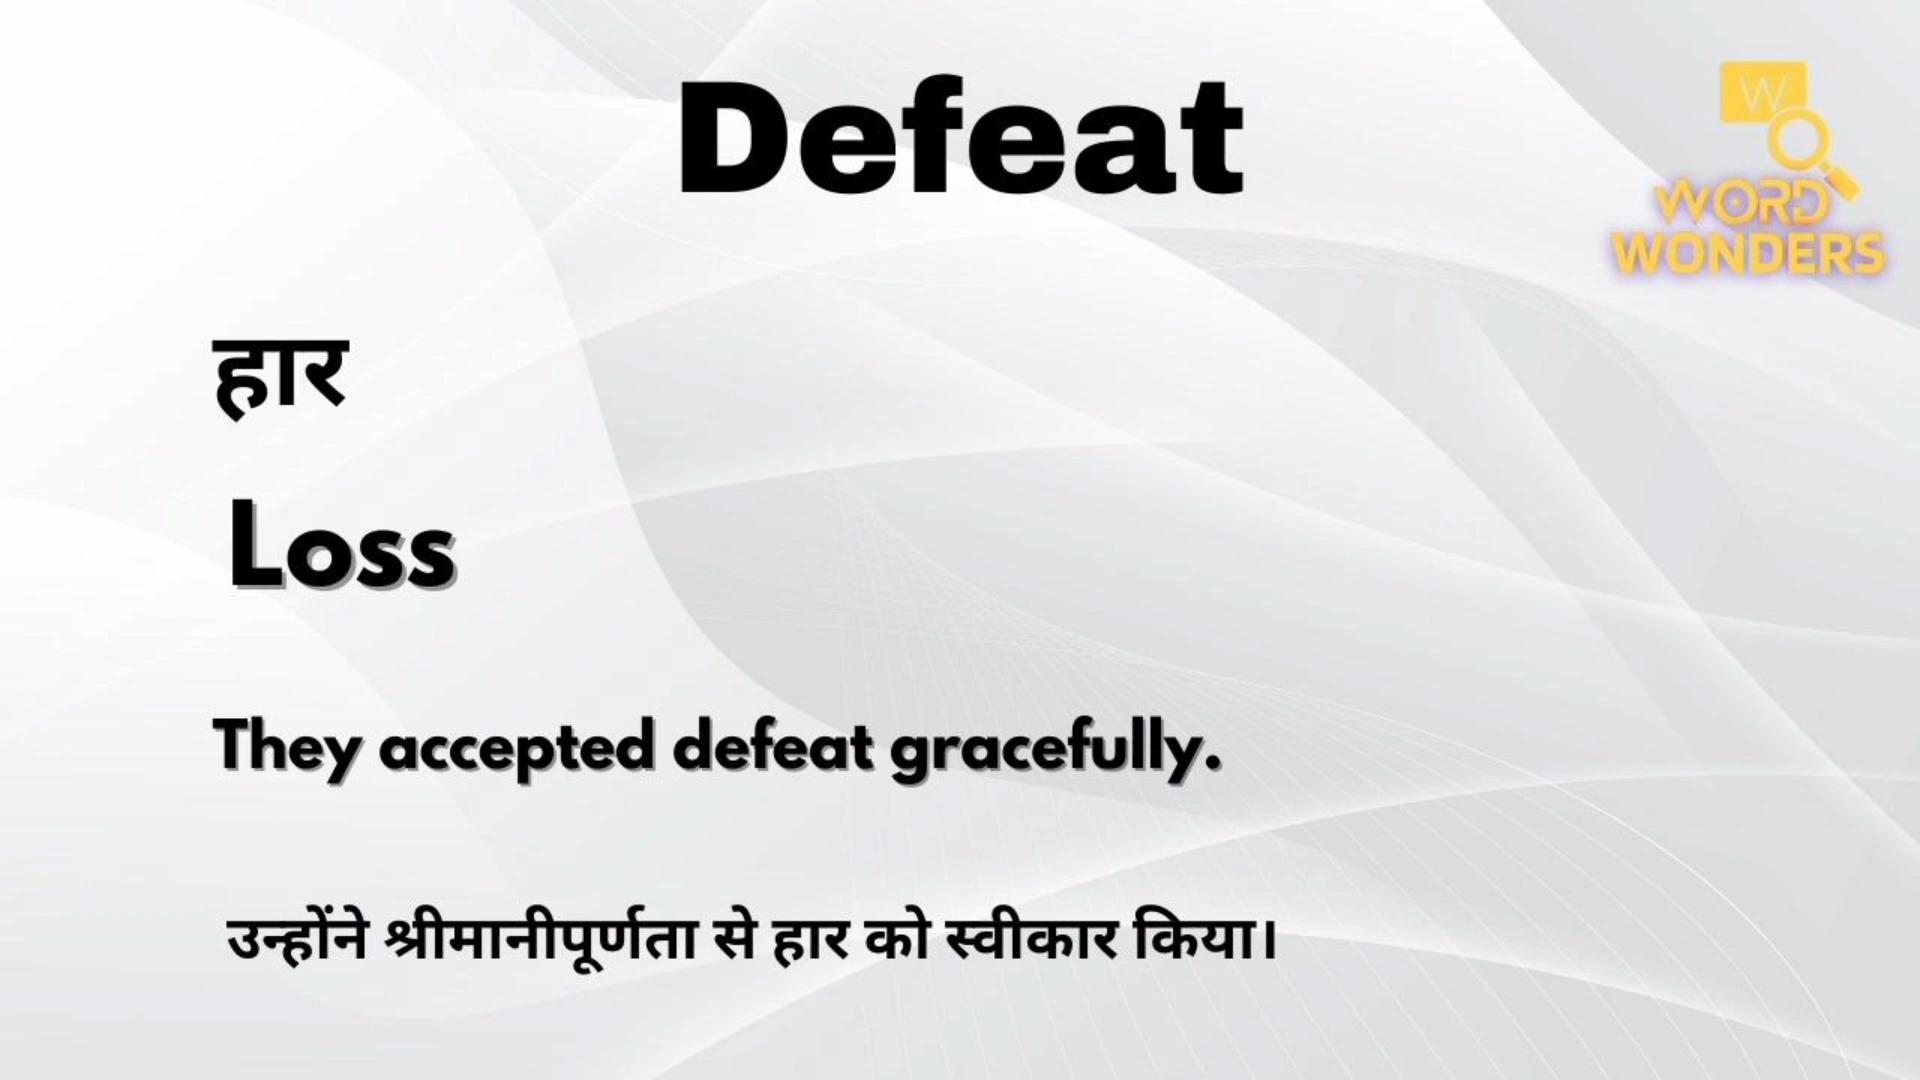 Defeat
W
WORD
WONDERS
हार
Loss
They accepted defeat gracefully.
उन्होंने श्रीमानीपूर्णता से हार को स्वीकार किया।